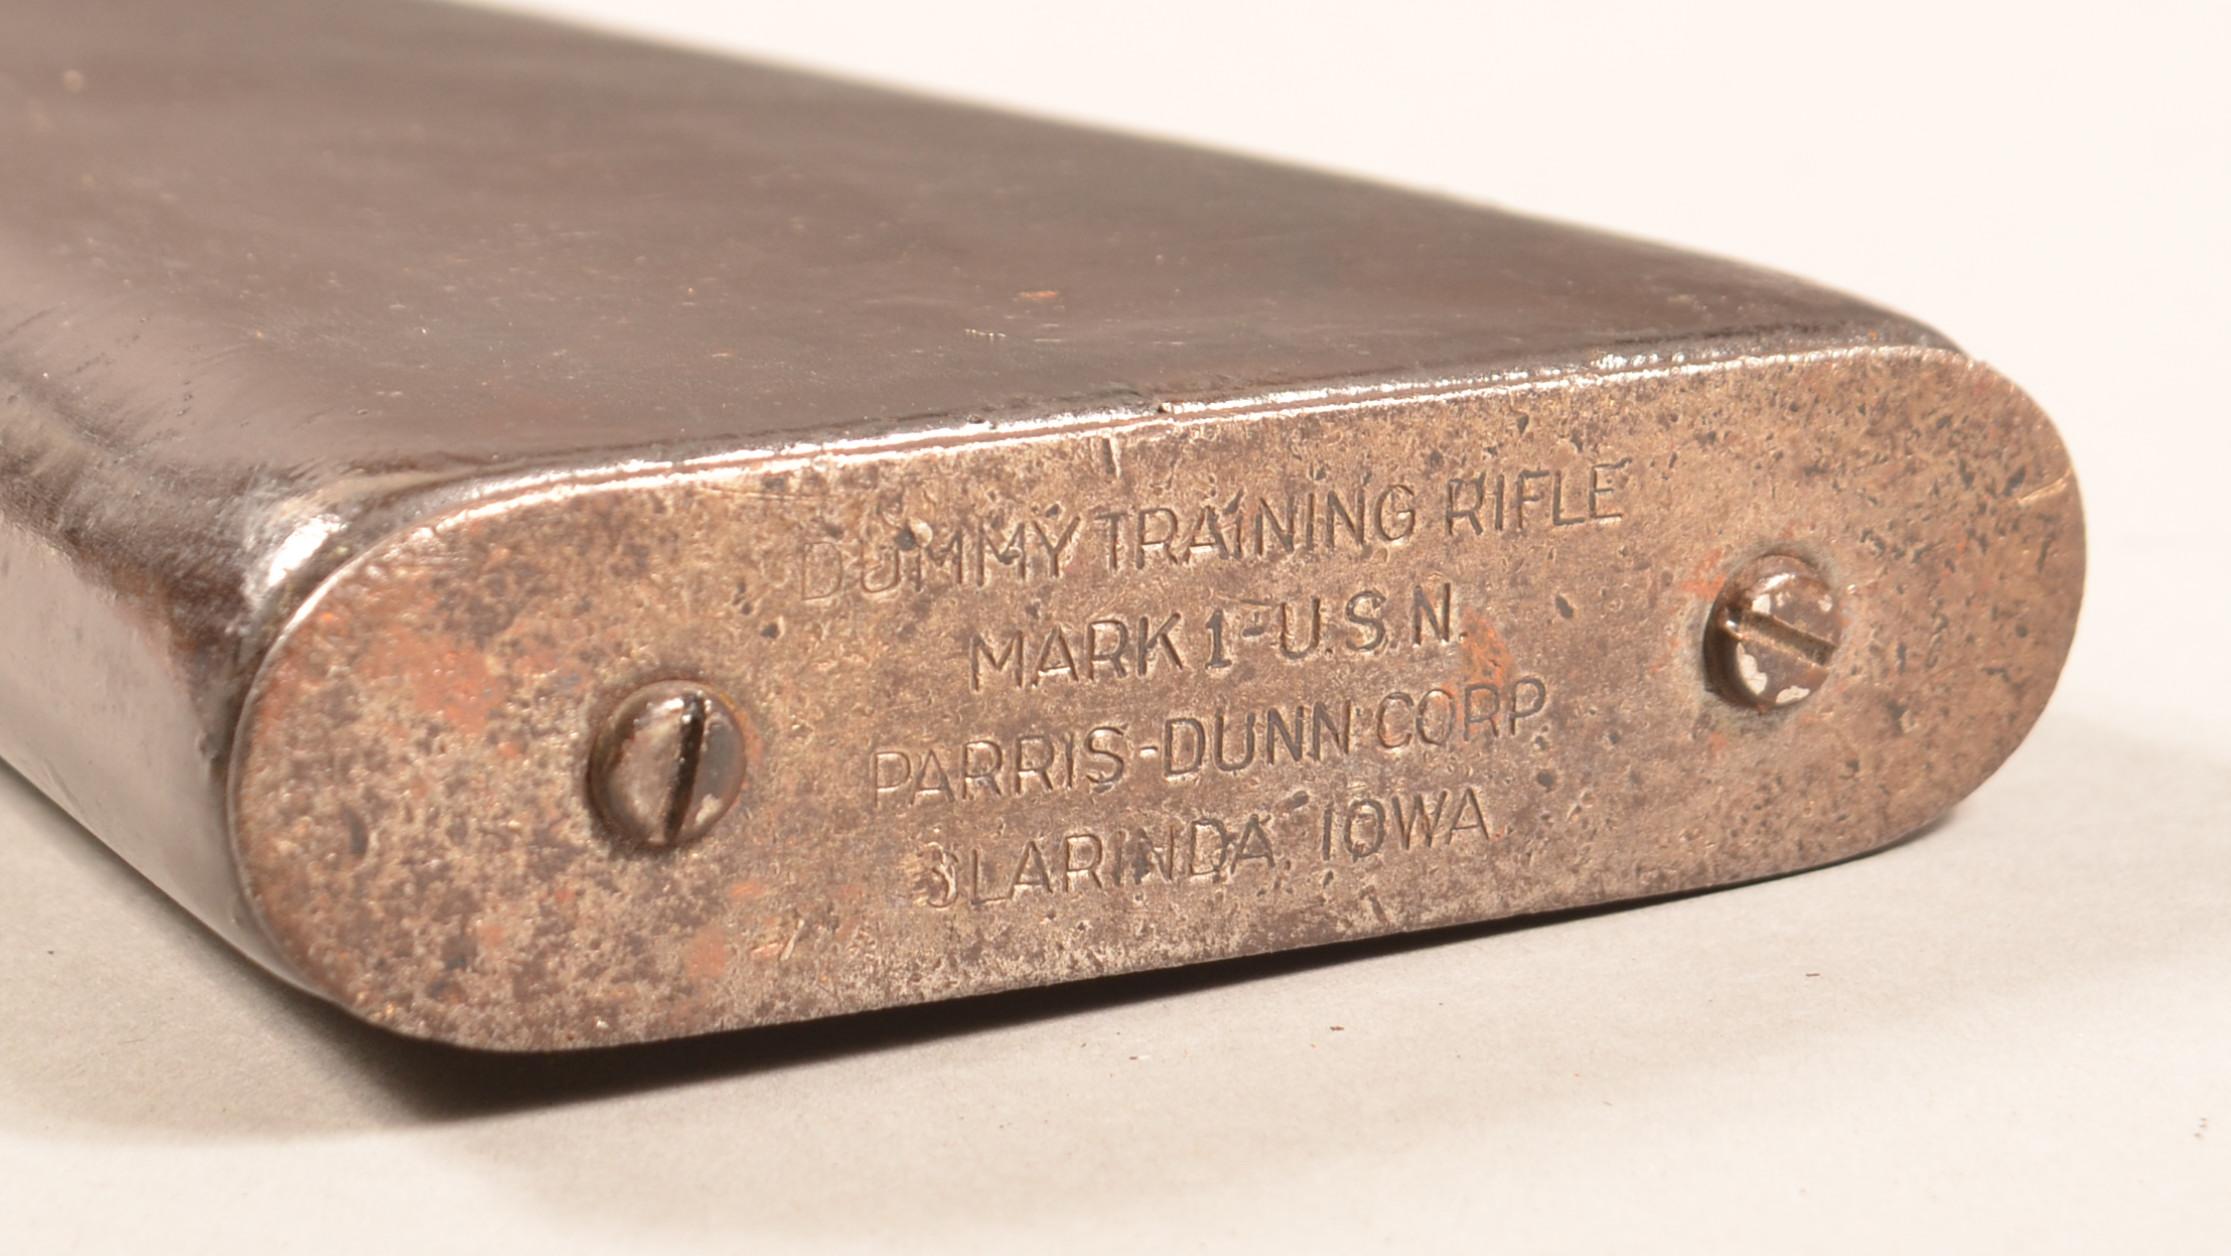 DUMMY TRAINING RIFLE
MARK 1-U.S.N.
PARRIS-DUNN CORP
CLARINDA, IOWA.